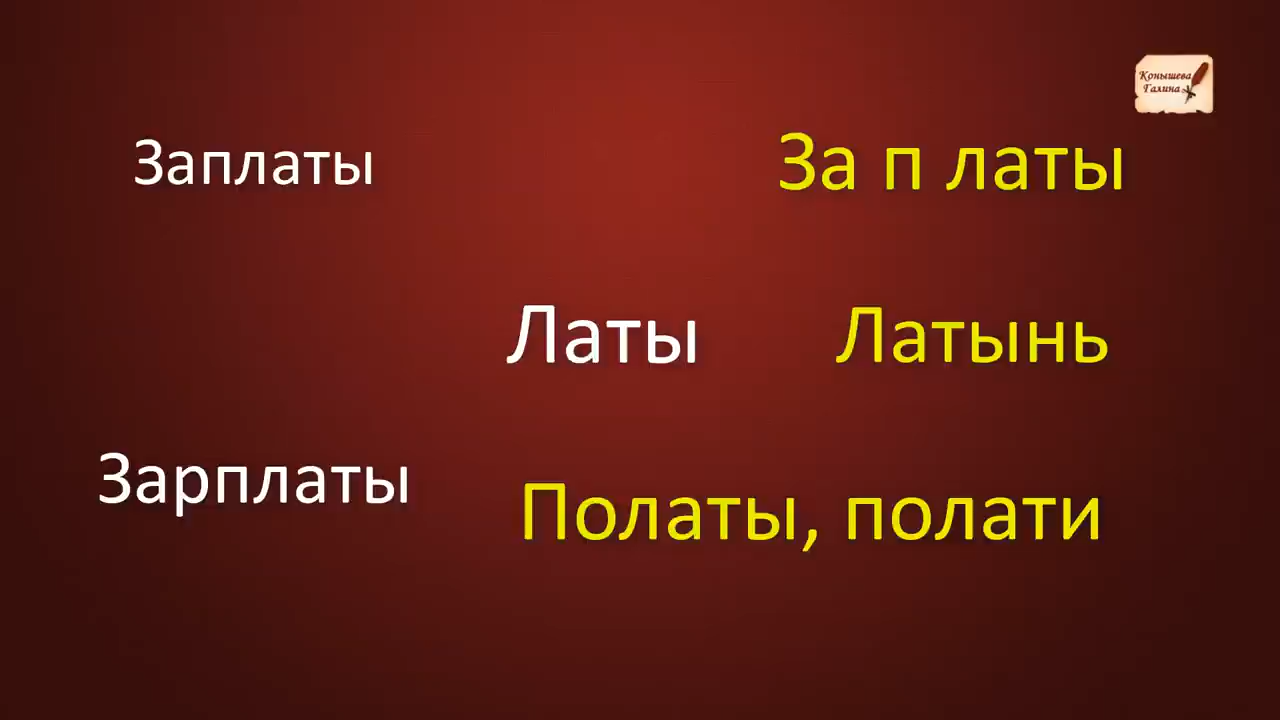 Конышева
Галина
Заплаты
За п латы
Латы
Латынь
Зарплаты
Полаты, полати